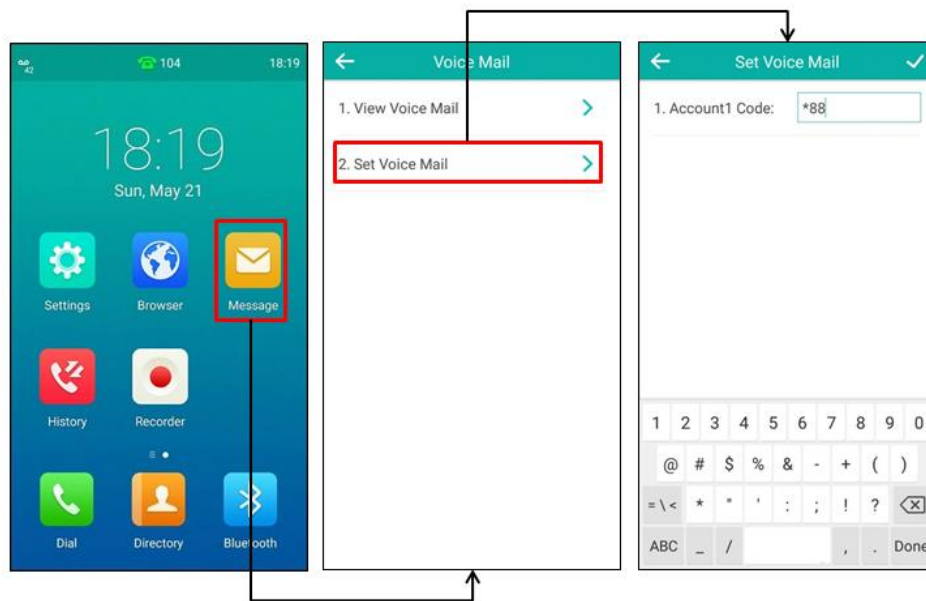 42 104 18:19
18:19
Sun, May 21
Settings Browser Message
History Recorder
Dial Directory Bluetooth
Voice Mail
1. View Voice Mail
2. Set Voice Mail
Set Voice Mail
1. Account1 Code: *88
1 2 3 4 5 6 7 8 9 0
@ # $ % & - + ( )
= \ < * " ' : ; ! ?
ABC _ / , . Done